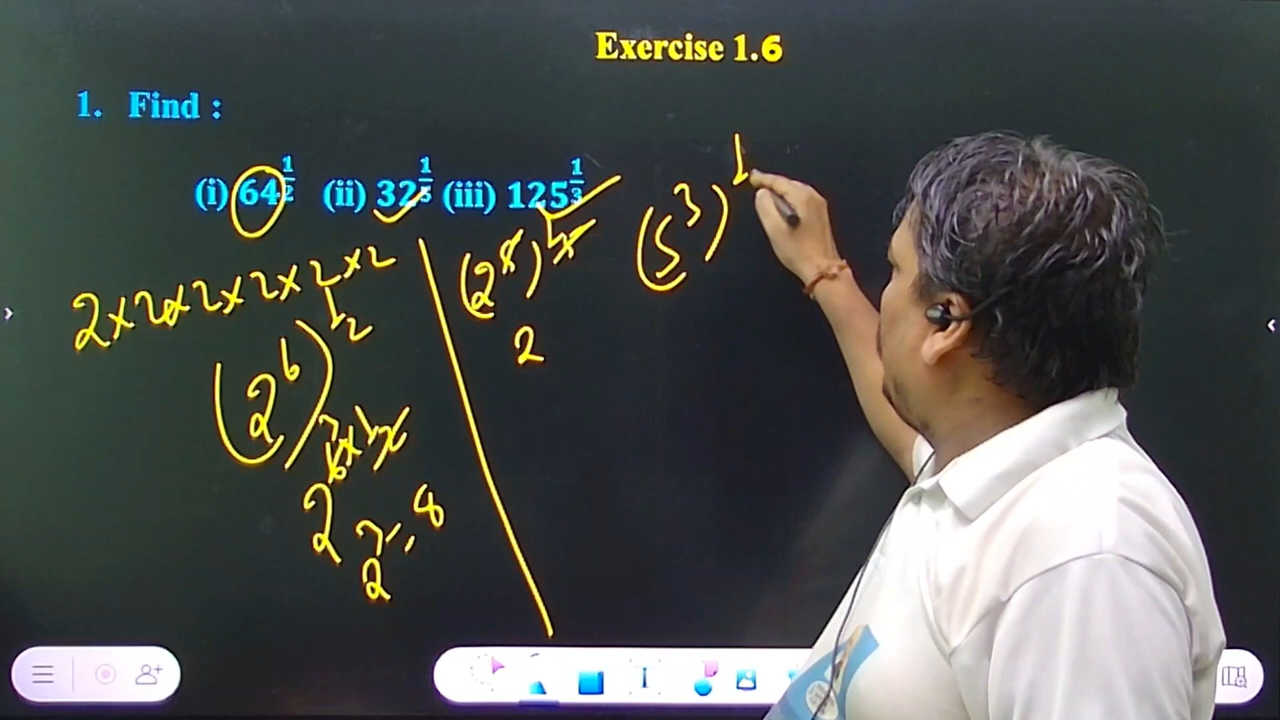 Exercise 1.6
1. Find :
(i) 64^{1/2} (ii) 32^{1/5} (iii) 125^{1/3}
2×2×2×2×2×2
(2^6)^{1/2}
2^{6×1/2}
2^3 = 8
(2^5)^{1/5}
2
(5^3)^1